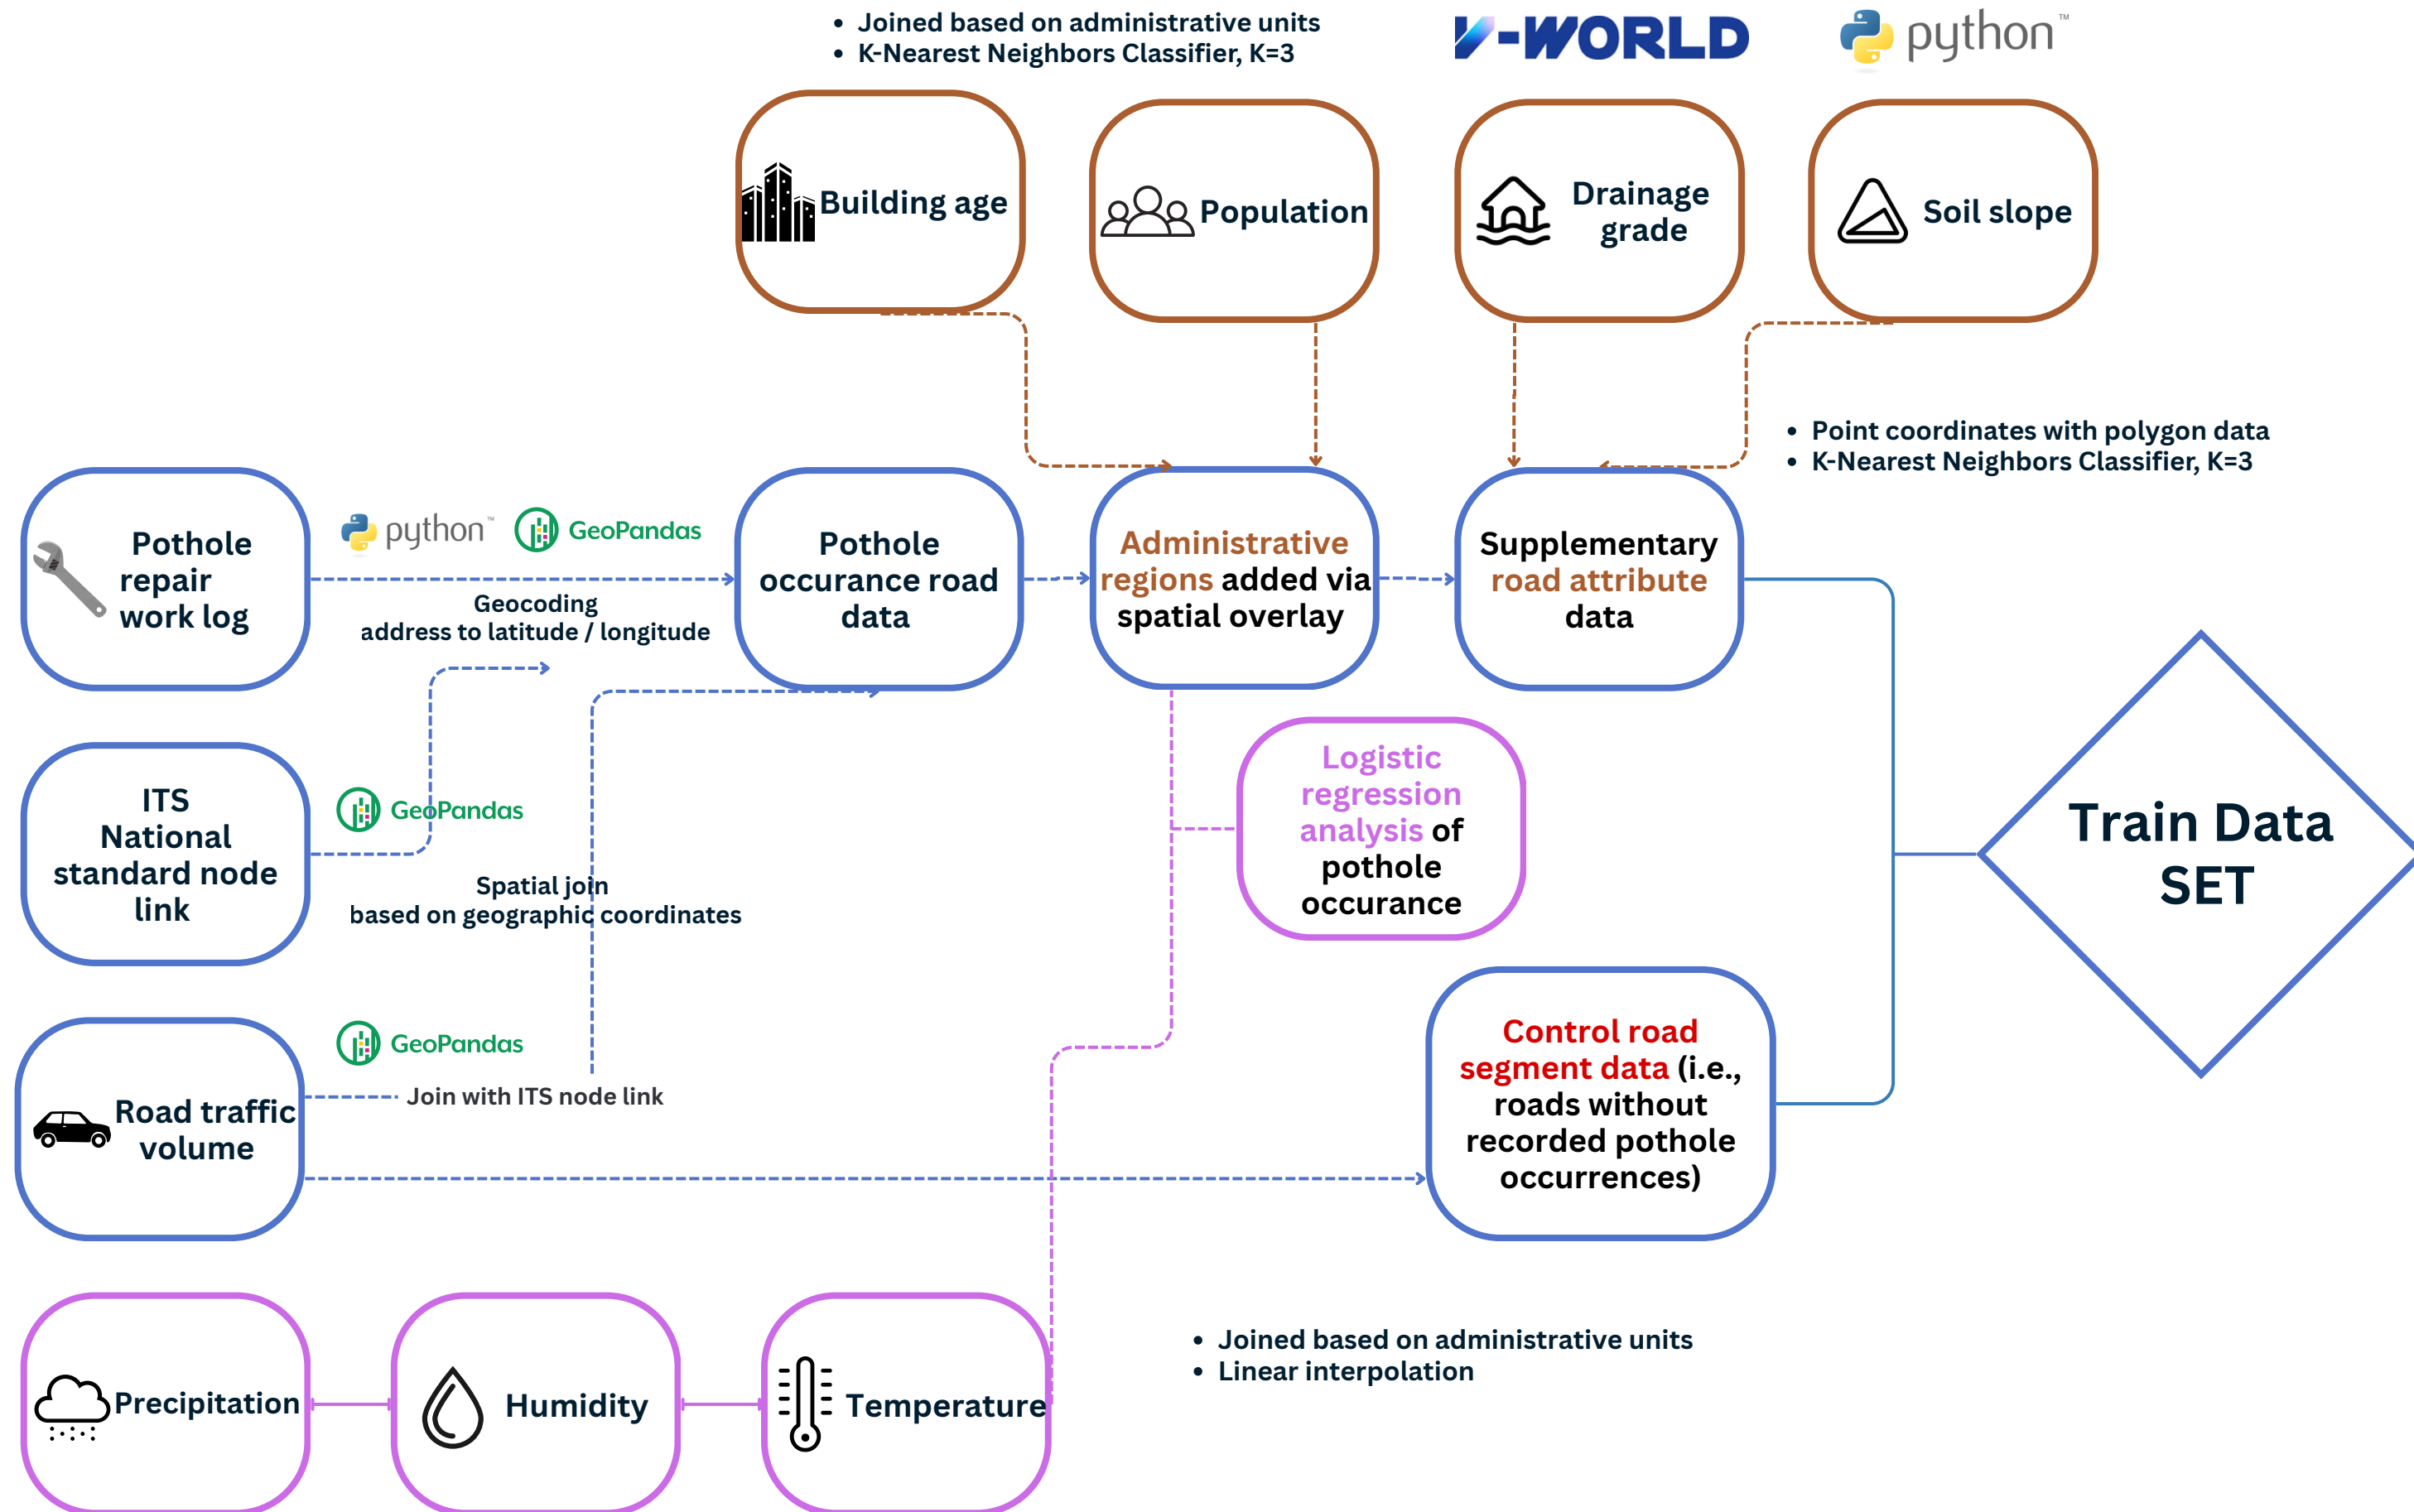 • Joined based on administrative units
• K-Nearest Neighbors Classifier, K=3
V-WORLD
python™
Building age
Population
Drainage
grade
Soil slope
• Point coordinates with polygon data
• K-Nearest Neighbors Classifier, K=3
Pothole
repair
work log
python™
GeoPandas
Geocoding
address to latitude / longitude
Pothole
occurance road
data
Administrative
regions added via
spatial overlay
Supplementary
road attribute
data
ITS
National
standard node
link
GeoPandas
Spatial join
based on geographic coordinates
Logistic
regression
analysis of
pothole
occurance
Train Data
SET
Road traffic
volume
GeoPandas
Join with ITS node link
Control road
segment data (i.e.,
roads without
recorded pothole
occurrences)
Precipitation
Humidity
Temperature
• Joined based on administrative units
• Linear interpolation